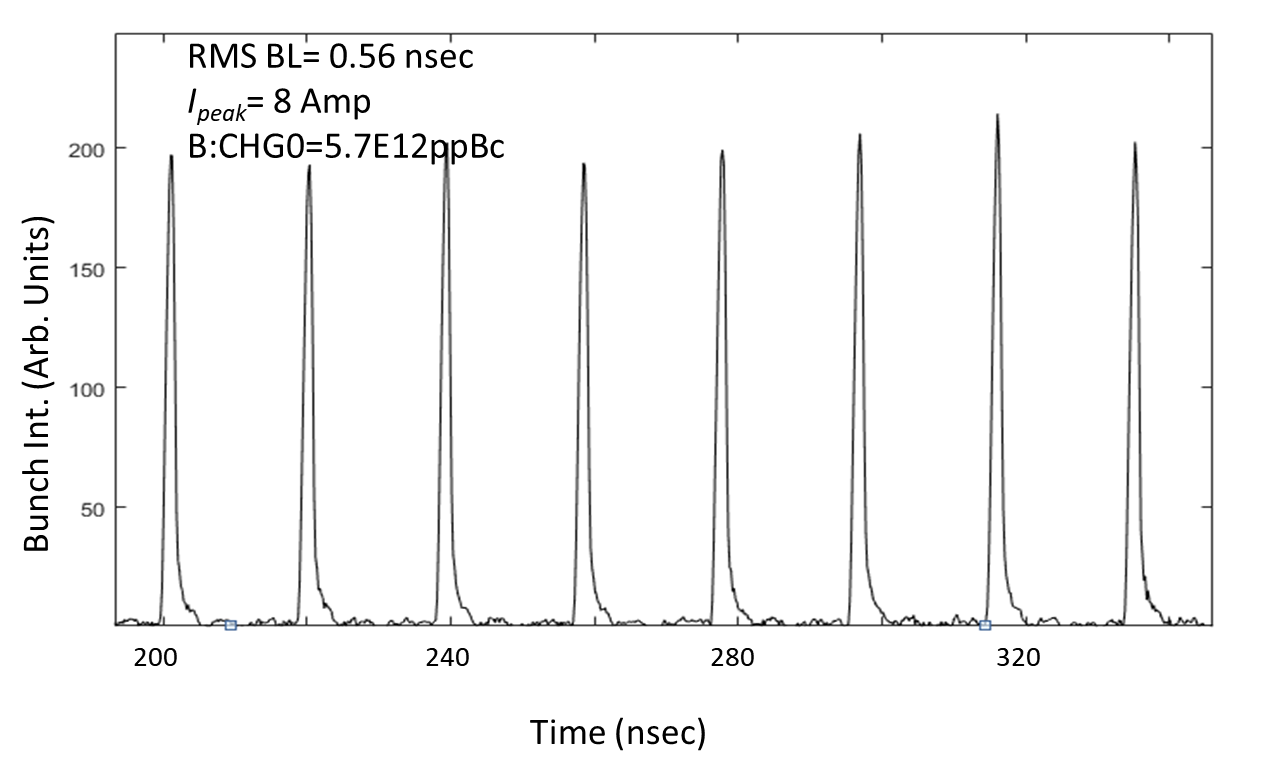 RMS BL= 0.56 nsec
Ipeak= 8 Amp
B:CHG0=5.7E12ppBc
200
150
100
50
Bunch Int. (Arb. Units)
200 240 280 320
Time (nsec)